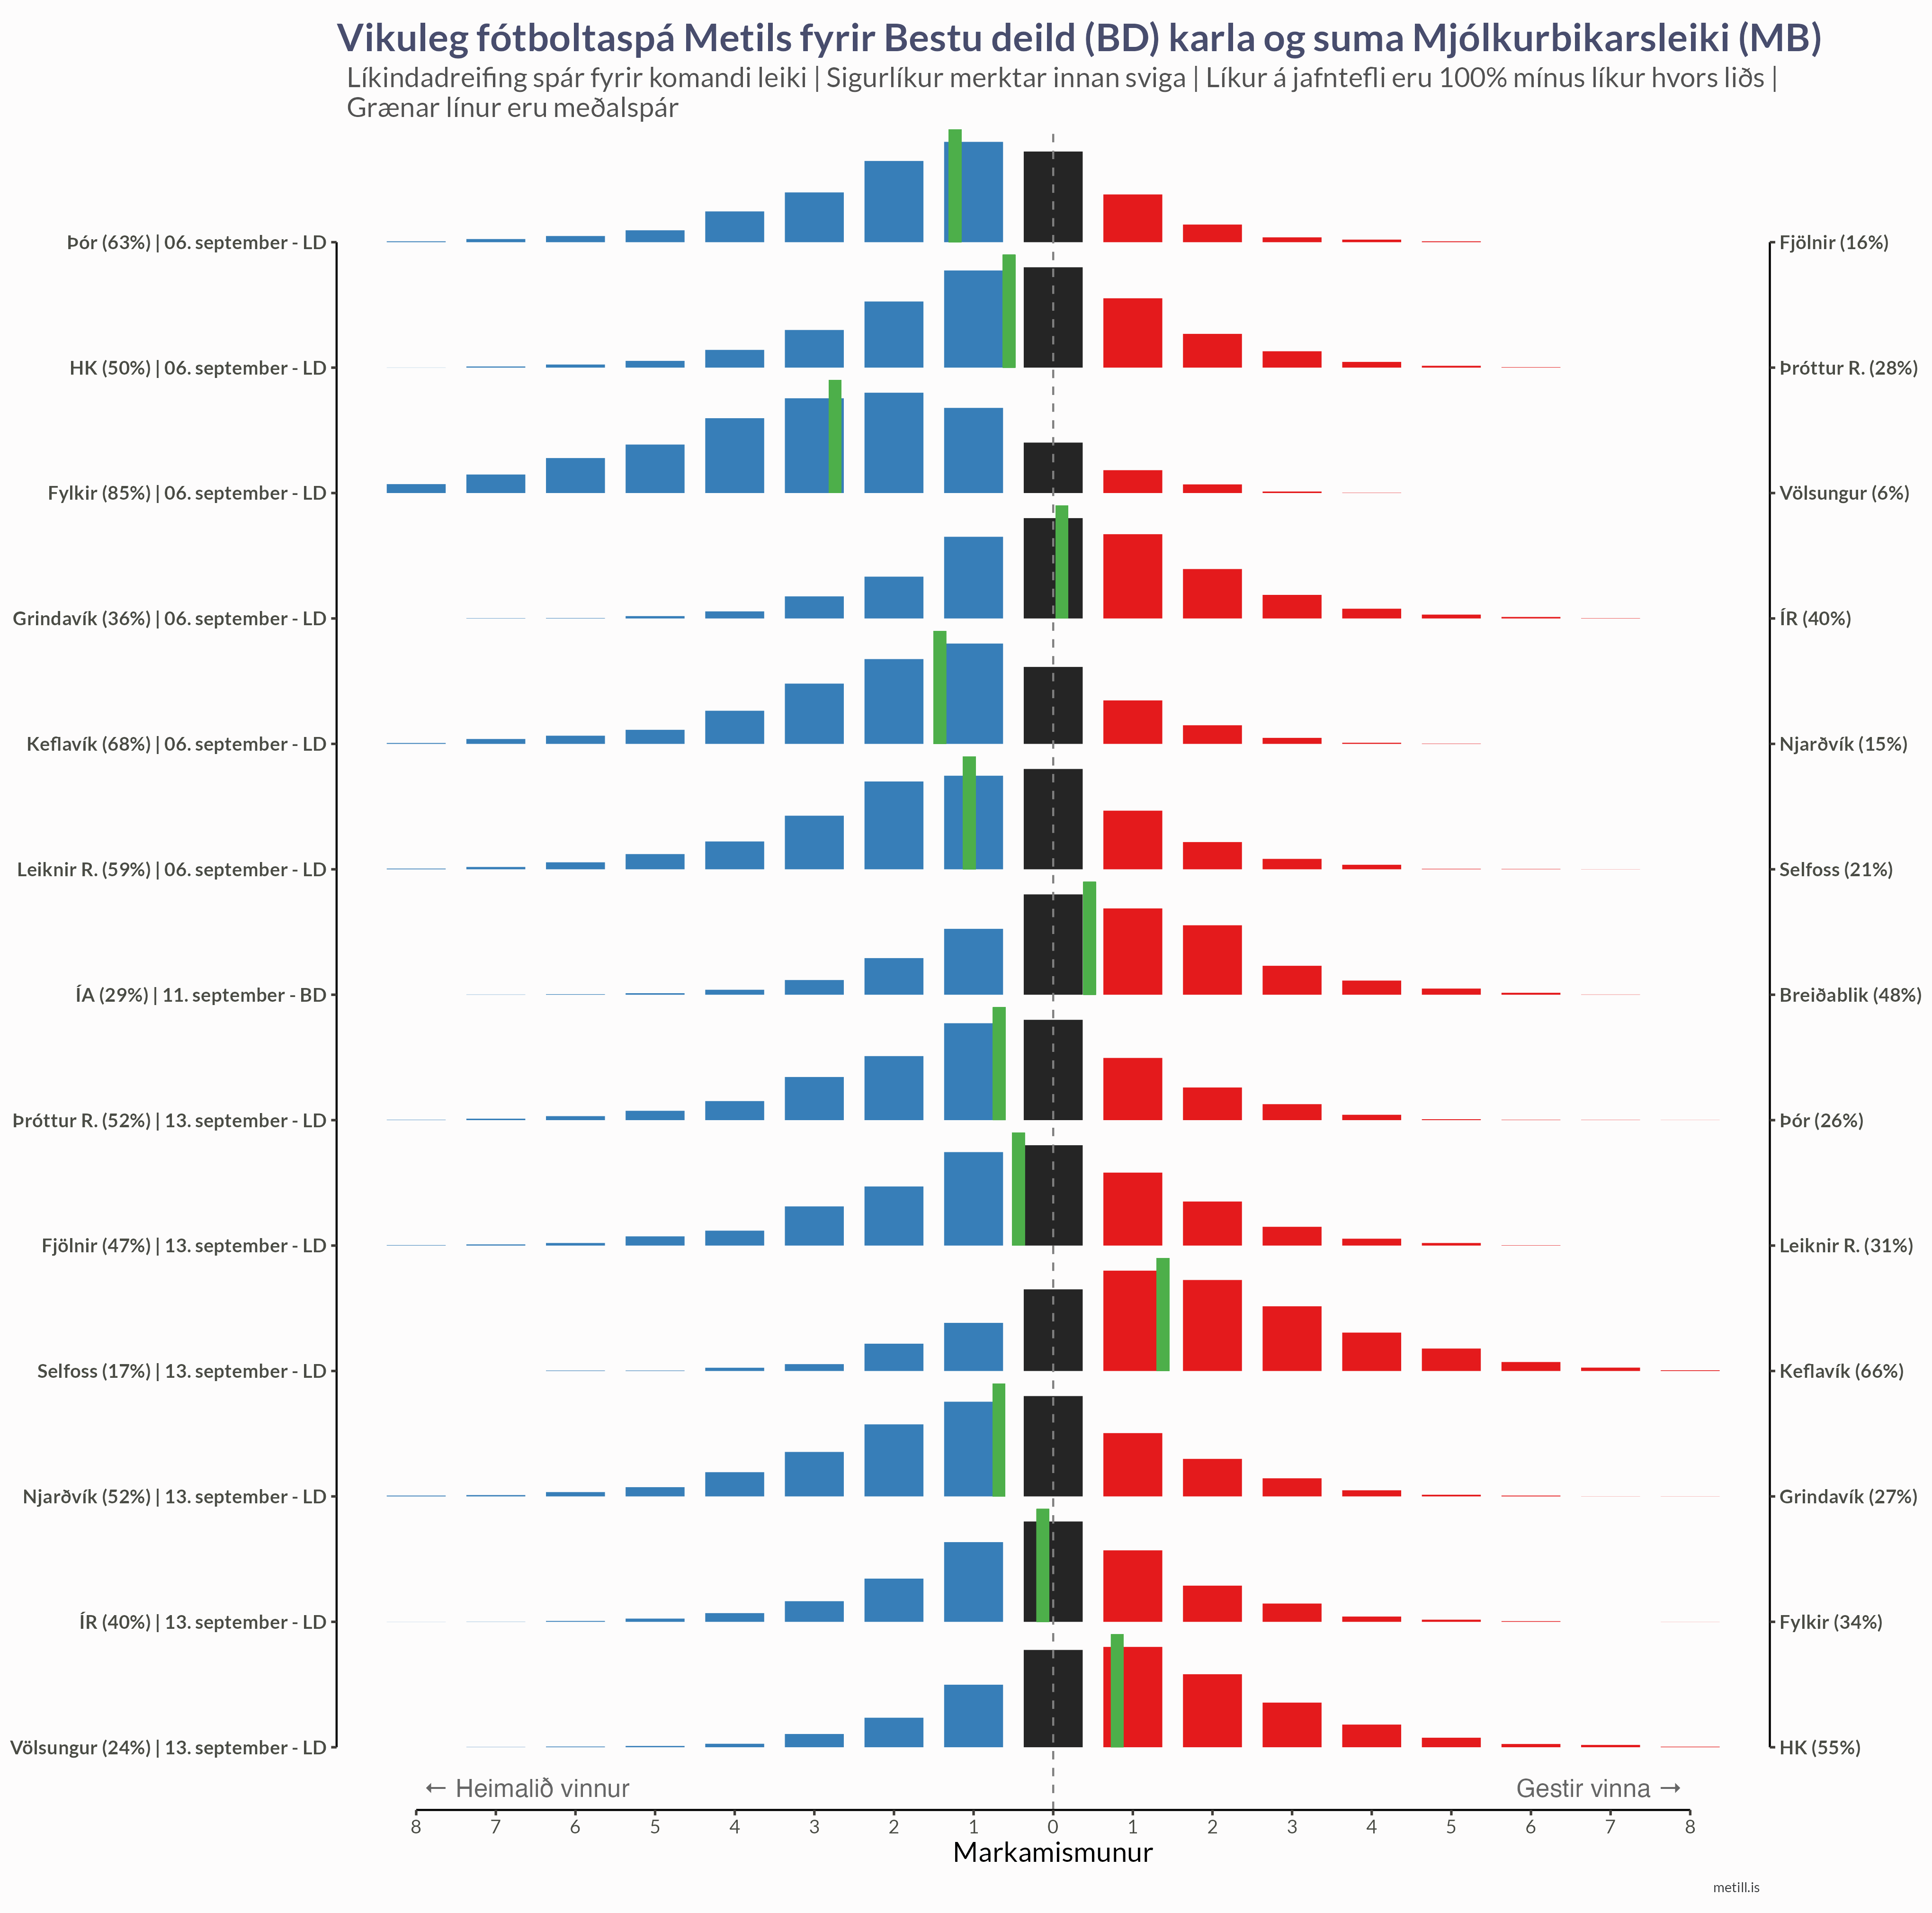 Vikuleg fótboltaspá Metils fyrir Bestu deild (BD) karla og suma Mjólkurbikarsleiki (MB)
Líkindadreifing spár fyrir komandi leiki | Sigurlíkur merktar innan sviga | Líkur á jafntefli eru 100% mínus líkur hvors liðs |
Grænar línur eru meðalspár
Þór (63%) | 06. september - LD Fjölnir (16%)
HK (50%) | 06. september - LD Þróttur R. (28%)
Fylkir (85%) | 06. september - LD Völsungur (6%)
Grindavík (36%) | 06. september - LD ÍR (40%)
Keflavík (68%) | 06. september - LD Njarðvík (15%)
Leiknir R. (59%) | 06. september - LD Selfoss (21%)
ÍA (29%) | 11. september - BD Breiðablik (48%)
Þróttur R. (52%) | 13. september - LD Þór (26%)
Fjölnir (47%) | 13. september - LD Leiknir R. (31%)
Selfoss (17%) | 13. september - LD Keflavík (66%)
Njarðvík (52%) | 13. september - LD Grindavík (27%)
ÍR (40%) | 13. september - LD Fylkir (34%)
Völsungur (24%) | 13. september - LD HK (55%)
← Heimalið vinnur Gestir vinna →
8 7 6 5 4 3 2 1 0 1 2 3 4 5 6 7 8
Markamismunur
metill.is